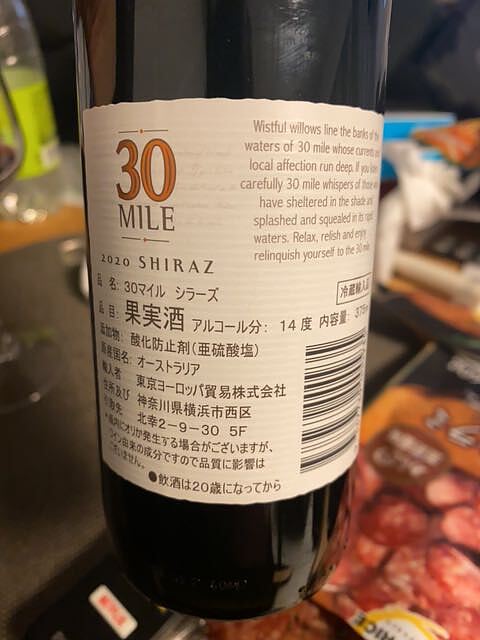 30
MILE
2020 SHIRAZ
Wistful willows line the banks of the
waters of 30 mile whose currents and
local affection run deep. If you listen
carefully 30 mile whispers of those who
have sheltered in the shade and
splashed and squealed in its rapid
waters. Relax, relish and enjoy
relinquish yourself to the 30 mile
品 名: 30マイル シラーズ
冷蔵輸入品
品目: 果実酒 アルコール分: 14度 内容量: 375
添加物: 酸化防止剤(亜硫酸塩)
原産国名: オーストラリア
輸入者 東京ヨーロッパ貿易株式会社
住所及び 神奈川県横浜市西区
引取先 北幸2-9-30 5F
内にオリが発生する場合がございますが、
ワイン由来の成分ですので品質に影響は
ございません。
●飲酒は20歳になってから